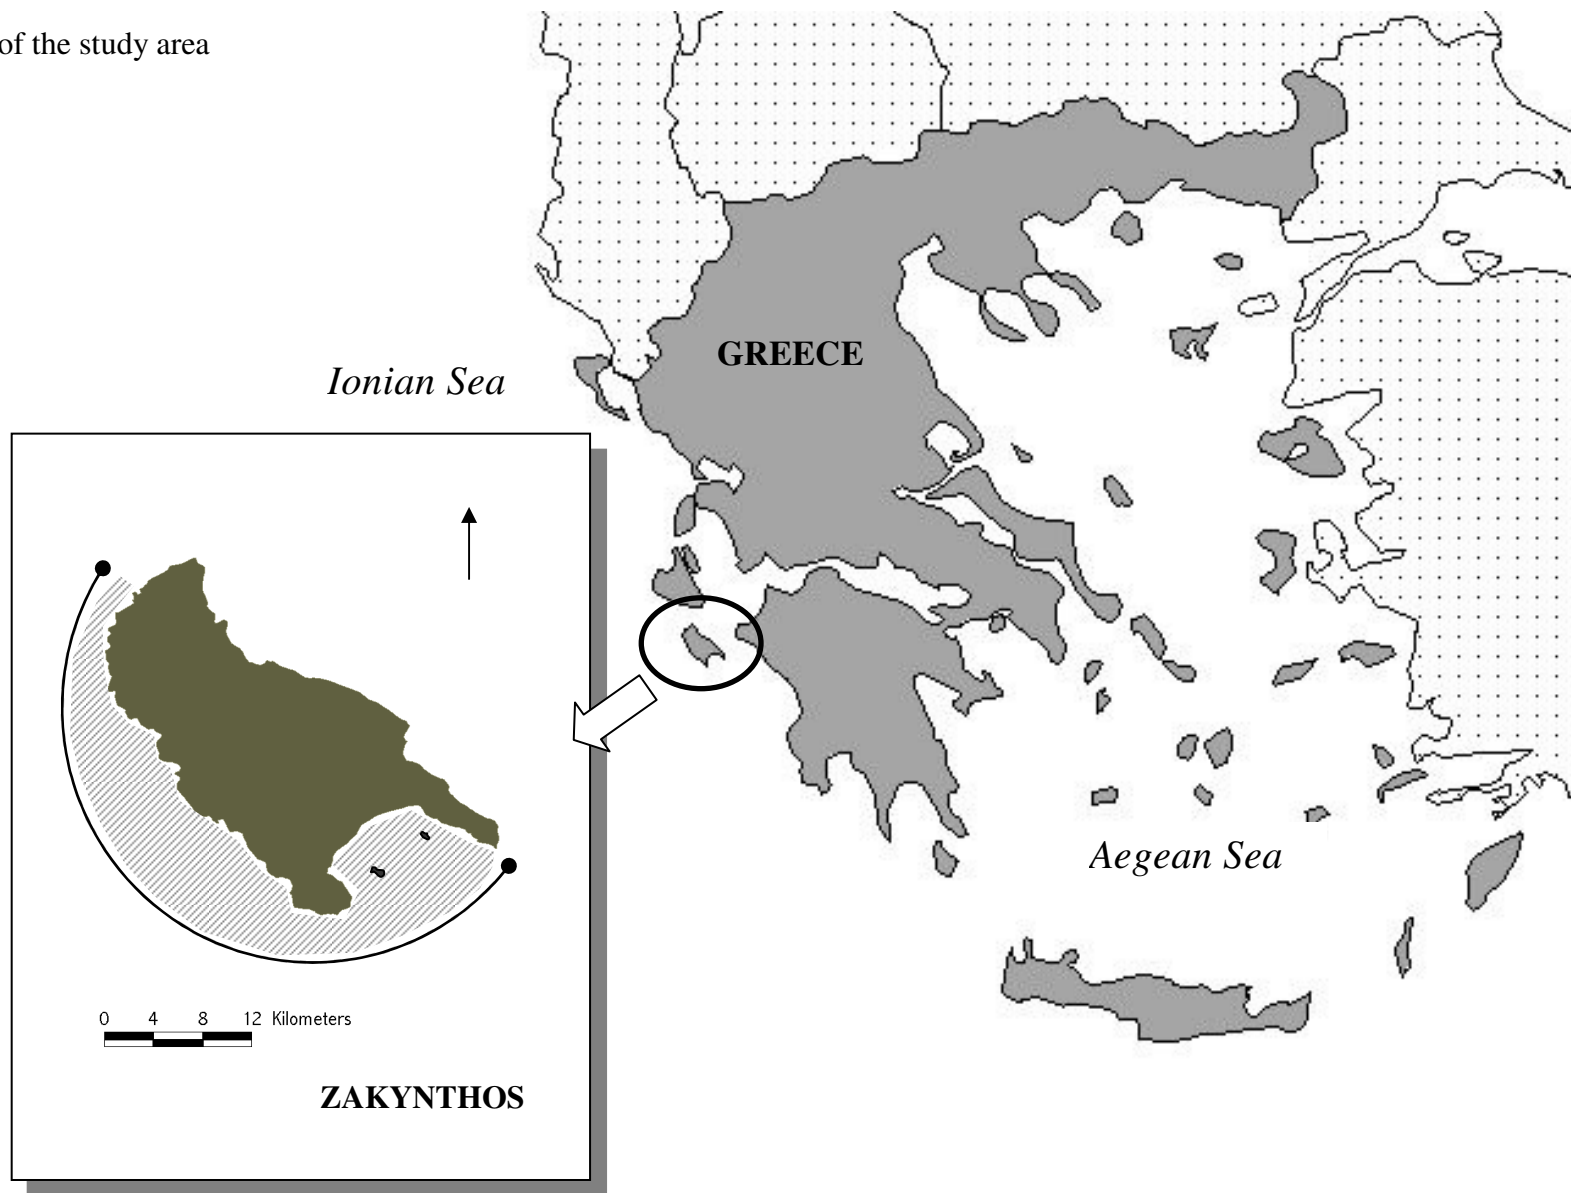 of the study area
GREECE
Ionian Sea
Aegean Sea
0 4 8 12 Kilometers
ZAKYNTHOS